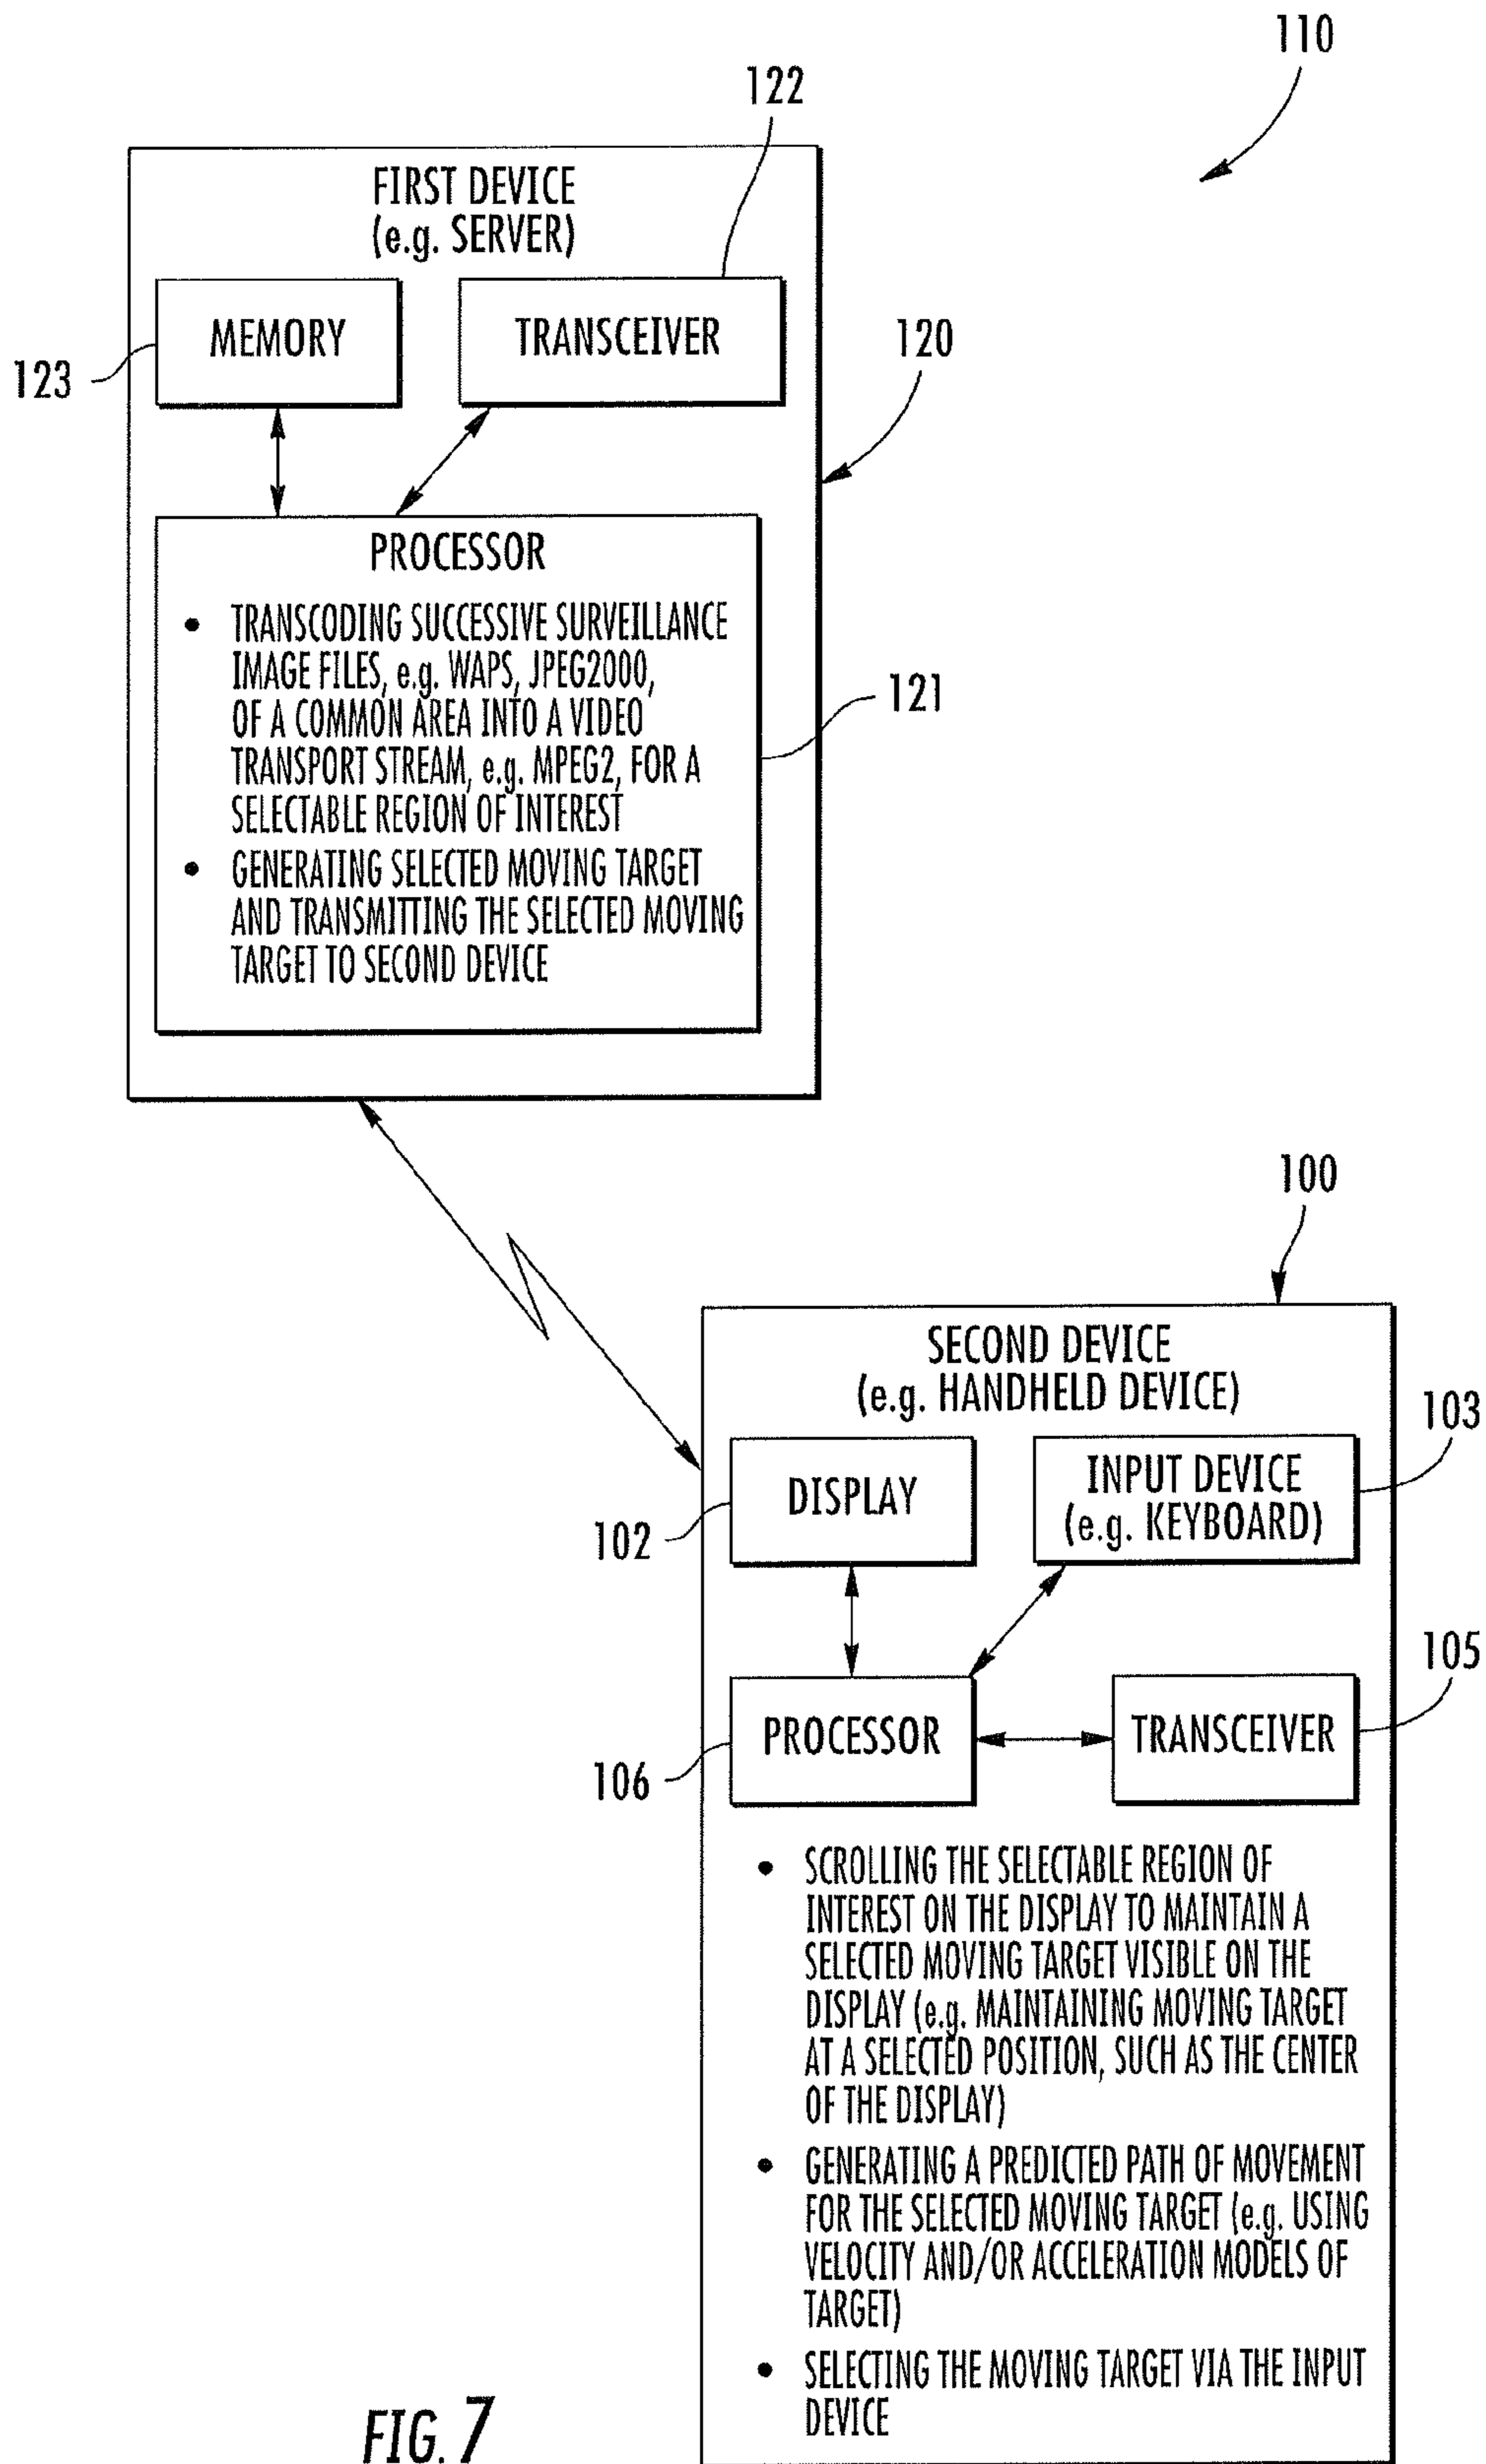 110
122
FIRST DEVICE
(e.g. SERVER)
MEMORY
TRANSCEIVER
120
123
PROCESSOR
• TRANSCODING SUCCESSIVE SURVEILLANCE
IMAGE FILES, e.g. WAPS, JPEG2000,
OF A COMMON AREA INTO A VIDEO
TRANSPORT STREAM, e.g. MPEG2, FOR A
SELECTABLE REGION OF INTEREST
• GENERATING SELECTED MOVING TARGET
AND TRANSMITTING THE SELECTED MOVING
TARGET TO SECOND DEVICE
121
100
SECOND DEVICE
(e.g. HANDHELD DEVICE)
103
DISPLAY
INPUT DEVICE
(e.g. KEYBOARD)
102
105
PROCESSOR
TRANSCEIVER
106
• SCROLLING THE SELECTABLE REGION OF
INTEREST ON THE DISPLAY TO MAINTAIN A
SELECTED MOVING TARGET VISIBLE ON THE
DISPLAY (e.g. MAINTAINING MOVING TARGET
AT A SELECTED POSITION, SUCH AS THE CENTER
OF THE DISPLAY)
• GENERATING A PREDICTED PATH OF MOVEMENT
FOR THE SELECTED MOVING TARGET (e.g. USING
VELOCITY AND/OR ACCELERATION MODELS OF
TARGET)
• SELECTING THE MOVING TARGET VIA THE INPUT
DEVICE
FIG. 7